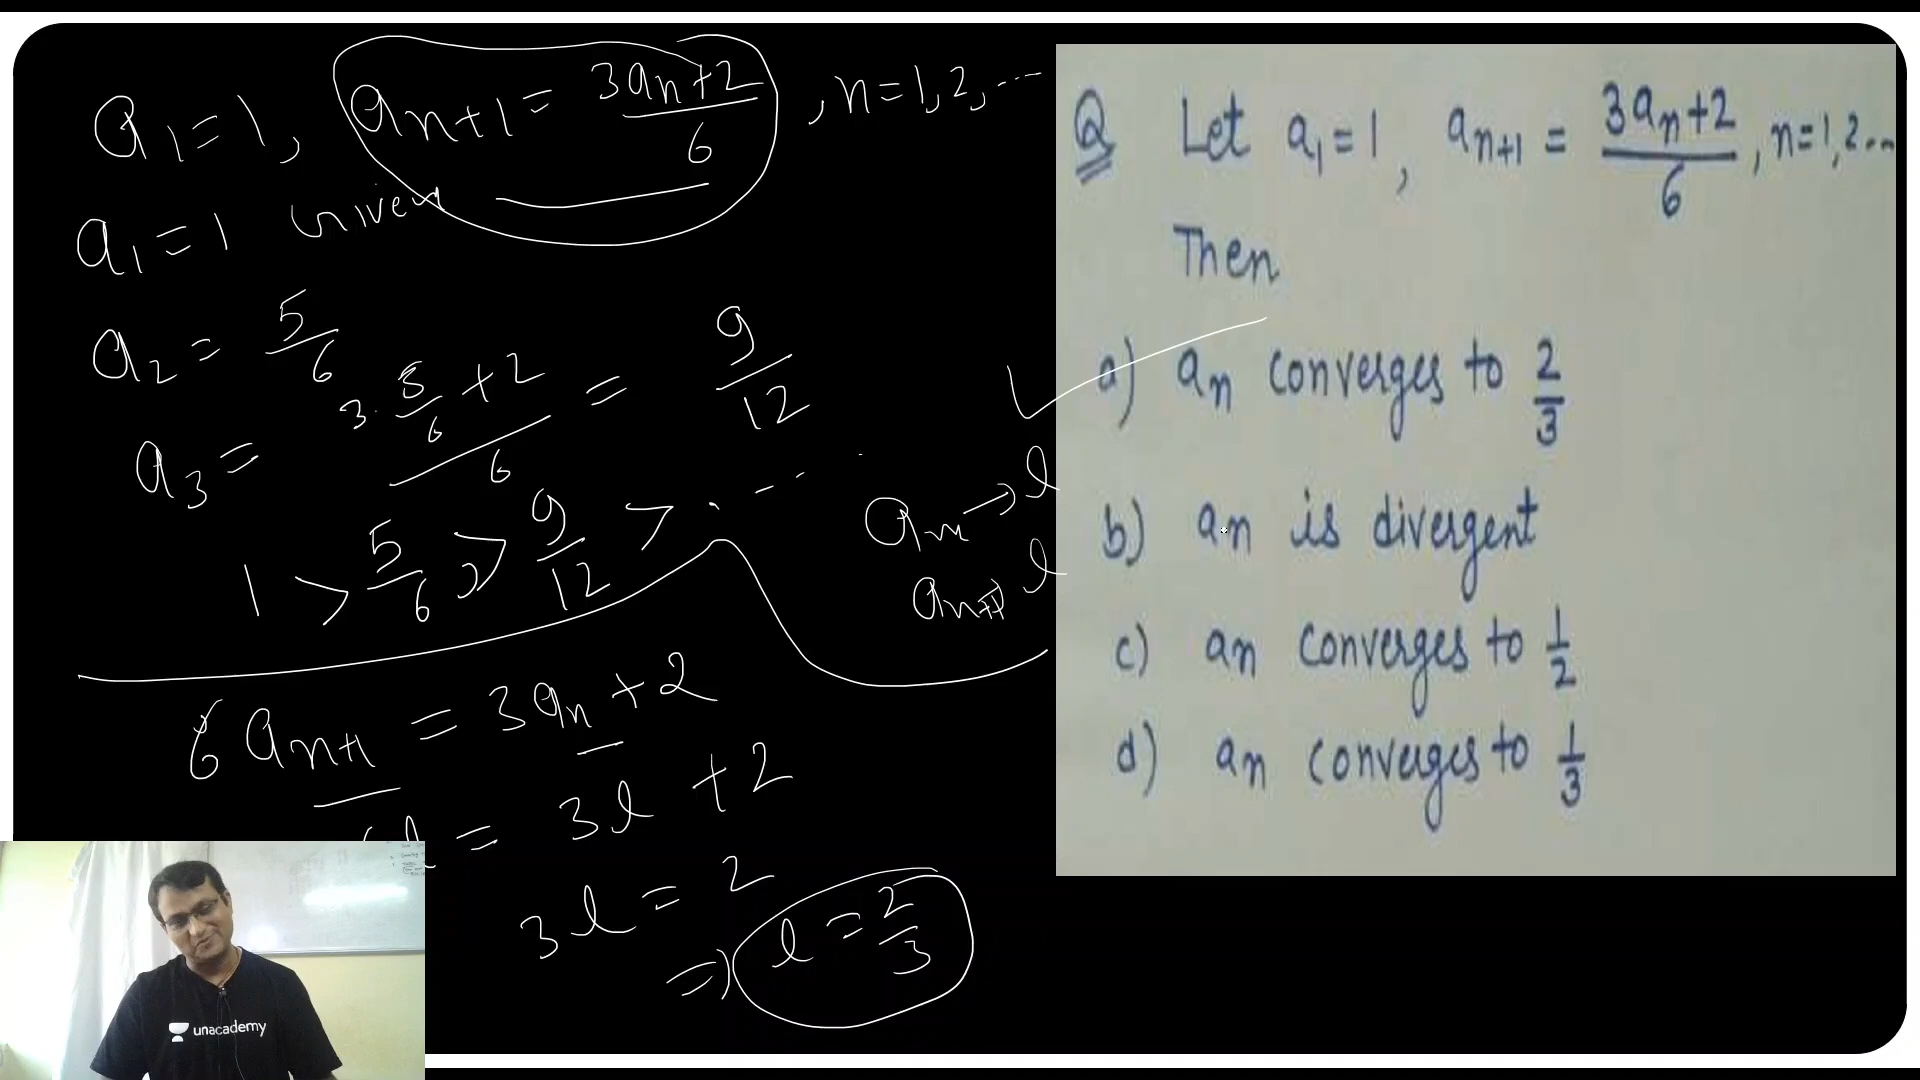 a₁ = 1, aₙ₊₁ = (3aₙ+2)/6, n=1,2,...
a₁ = 1 Given
a₂ = 5/6
a₃ = (3·5/6 + 2)/6 = 9/12
1 > 5/6 > 9/12 > . - - .
aₙ → l
aₙ₊₁ → l
6 aₙ₊₁ = 3aₙ + 2
6l = 3l + 2
3l = 2
⇒ l = 2/3
Q Let a₁ = 1, aₙ₊₁ = (3aₙ+2)/6, n=1,2...
Then
a) aₙ converges to 2/3
b) an is divergent
c) an converges to 1/2
d) an converges to 1/3
unacademy